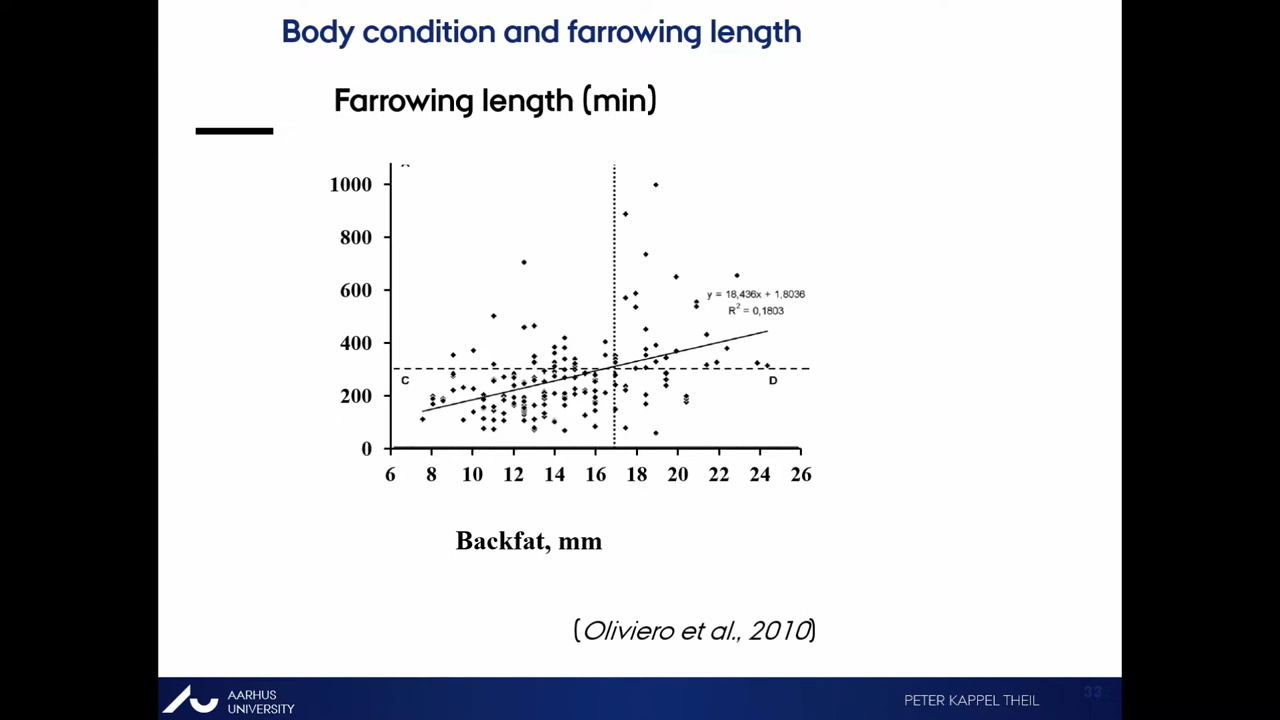 Body condition and farrowing length
Farrowing length (min)
1000
800
600
y = 18,436x + 1,8036
R² = 0,1803
400
C
D
200
0
6 8 10 12 14 16 18 20 22 24 26
Backfat, mm
(Oliviero et al., 2010)
AARHUS
UNIVERSITY
PETER KAPPEL THEIL
33